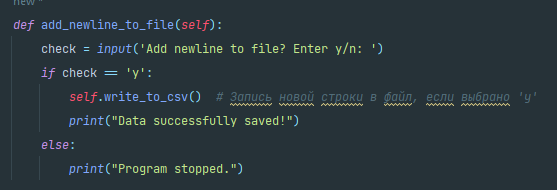 new *
def add_newline_to_file(self):
    check = input('Add newline to file? Enter y/n: ')
    if check == 'y':
        self.write_to_csv()  # Запись новой строки в файл, если выбрано 'y'
        print("Data successfully saved!")
    else:
        print("Program stopped.")